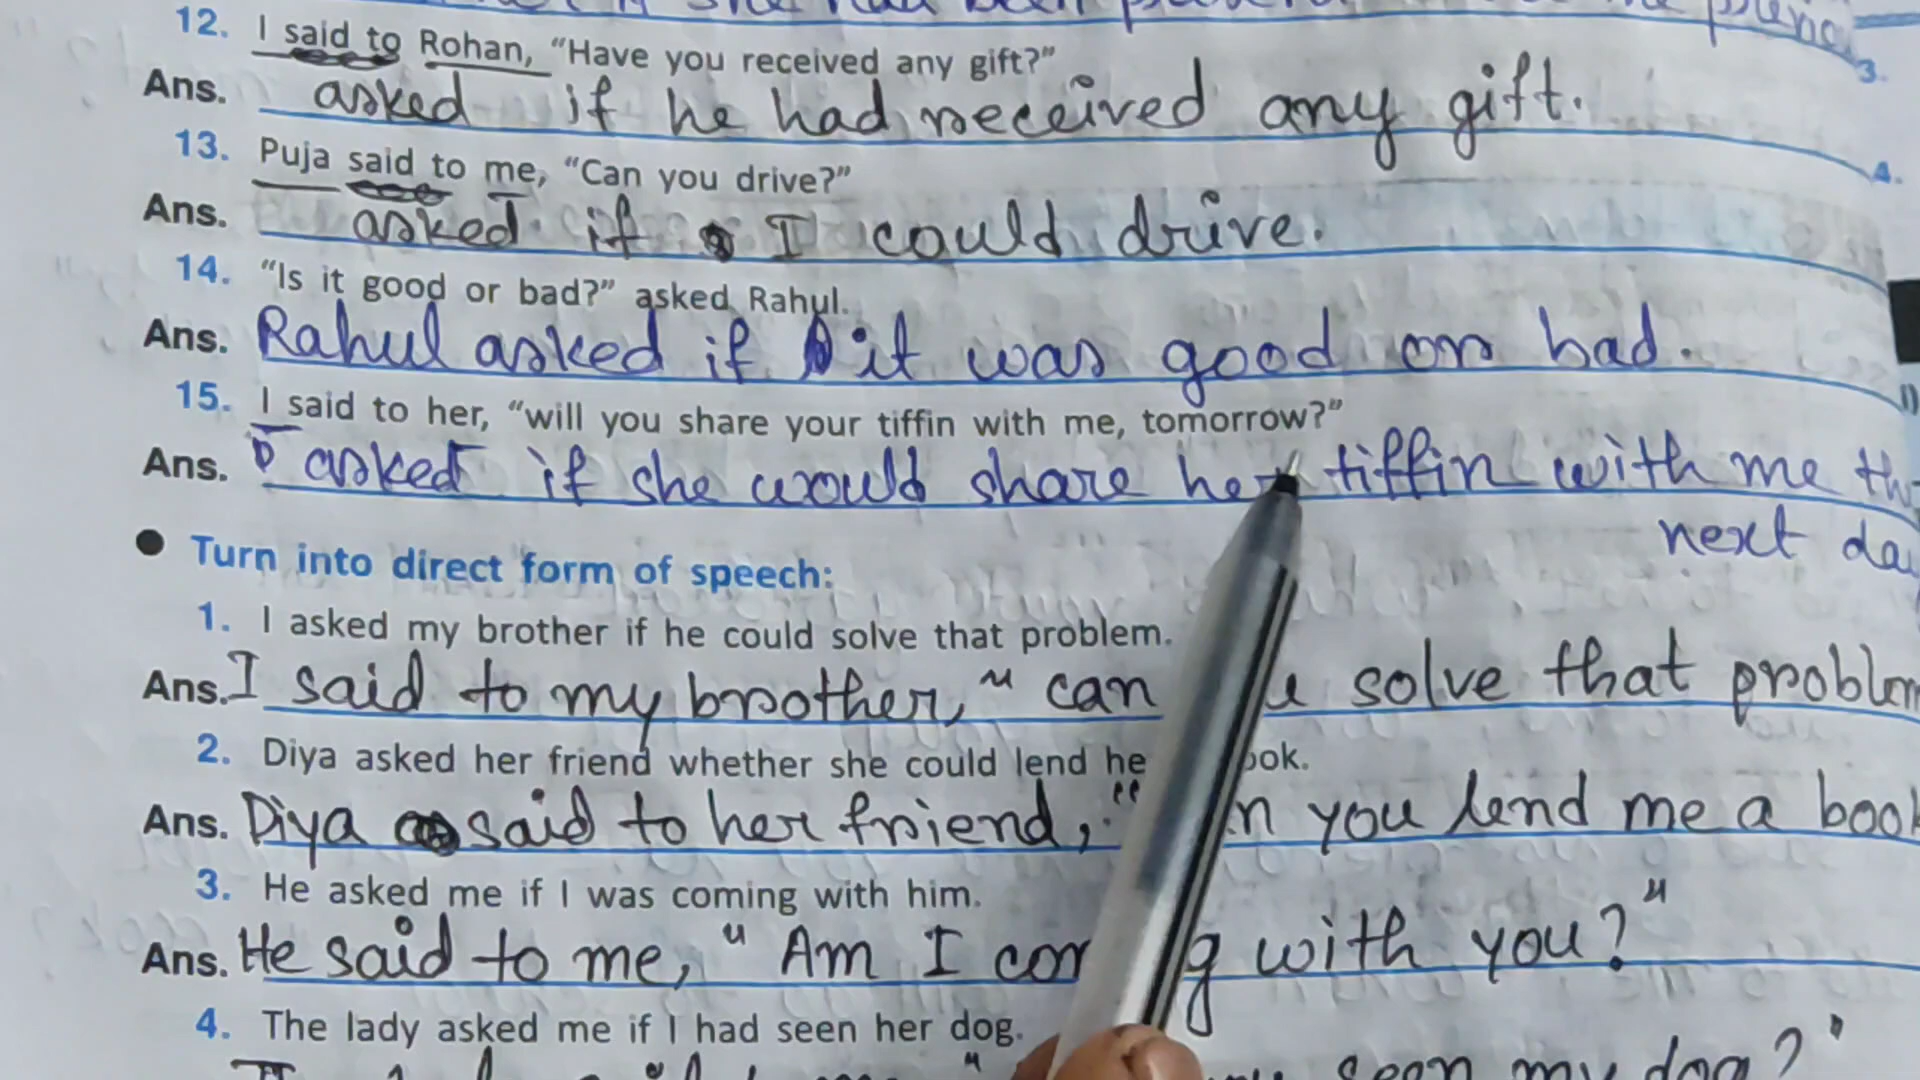 12. I said to Rohan, "Have you received any gift?"
Ans. asked if he had received any gift.
13. Puja said to me, "Can you drive?"
Ans. asked if I could drive.
14. "Is it good or bad?" asked Rahul.
Ans. Rahul asked if it was good or bad.
15. I said to her, "will you share your tiffin with me, tomorrow?"
Ans. asked if she would share her tiffin with me
next
Turn into direct form of speech:
1. I asked my brother if he could solve that problem.
Ans. I said to my brother, "can solve that
2. Diya asked her friend whether she could lend
Ans. Diya said to her friend, " you lend me a book
3. He asked me if I was coming with him.
Ans. He said to me, "Am I with you?"
4. The lady asked me if I had seen her dog.
seen my dog?"
3.
4.